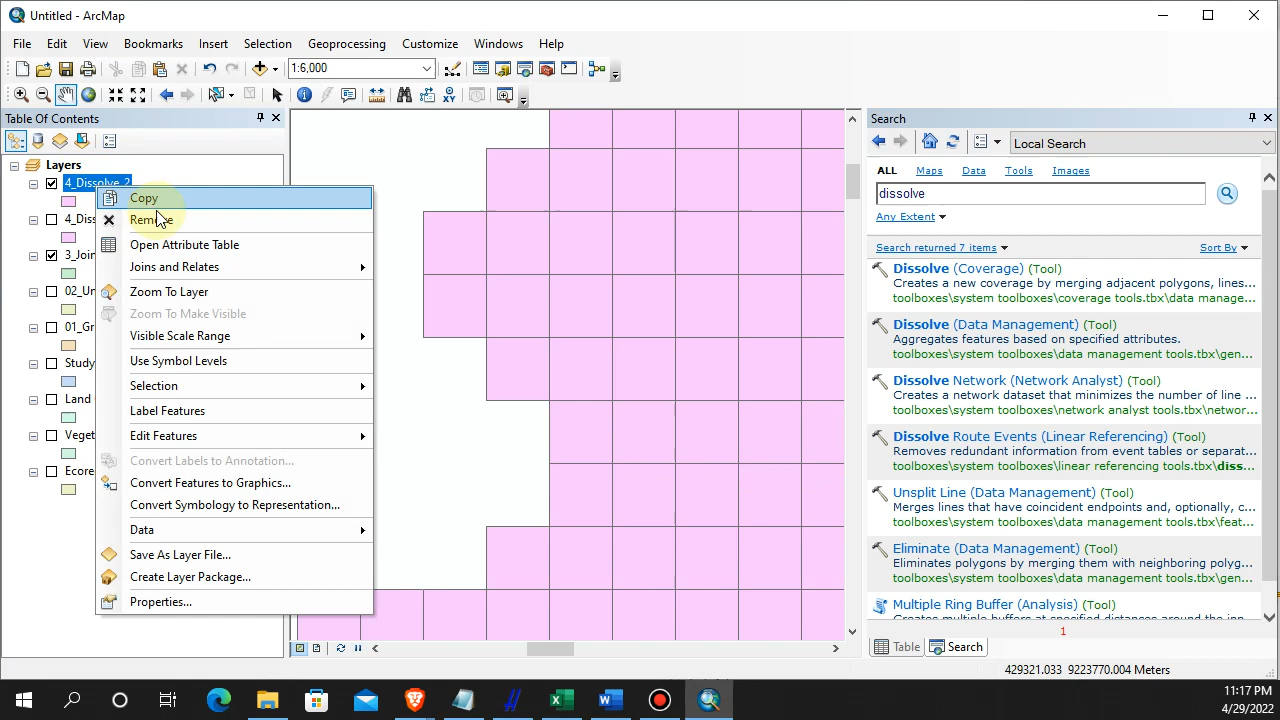 Untitled - ArcMap
File Edit View Bookmarks Insert Selection Geoprocessing Customize Windows Help
1:6,000
Table Of Contents
Layers
4_Dissolve_2
4_Dis
3_Join
02_Un
01_Gr
Study
Land
Veget
Ecore
Copy
Remove
Open Attribute Table
Joins and Relates
Zoom To Layer
Zoom To Make Visible
Visible Scale Range
Use Symbol Levels
Selection
Label Features
Edit Features
Convert Labels to Annotation...
Convert Features to Graphics...
Convert Symbology to Representation...
Data
Save As Layer File...
Create Layer Package...
Properties...
Search
Local Search
ALL Maps Data Tools Images
dissolve
Any Extent
Search returned 7 items Sort By
Dissolve (Coverage) (Tool)
Creates a new coverage by merging adjacent polygons, lines...
toolboxes\system toolboxes\coverage tools.tbx\data manage...
Dissolve (Data Management) (Tool)
Aggregates features based on specified attributes.
toolboxes\system toolboxes\data management tools.tbx\gen...
Dissolve Network (Network Analyst) (Tool)
Creates a network dataset that minimizes the number of line ...
toolboxes\system toolboxes\network analyst tools.tbx\networ...
Dissolve Route Events (Linear Referencing) (Tool)
Removes redundant information from event tables or separat...
toolboxes\system toolboxes\linear referencing tools.tbx\diss...
Unsplit Line (Data Management) (Tool)
Merges lines that have coincident endpoints and, optionally, c...
toolboxes\system toolboxes\data management tools.tbx\feat...
Eliminate (Data Management) (Tool)
Eliminates polygons by merging them with neighboring polyg...
toolboxes\system toolboxes\data management tools.tbx\gen...
Multiple Ring Buffer (Analysis) (Tool)
1
Table Search
429321.033 9223770.004 Meters
11:17 PM
4/29/2022